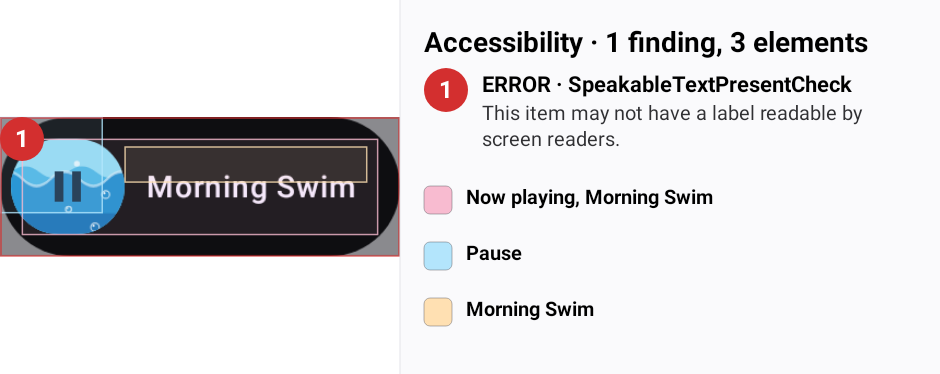 1
Morning Swim
Accessibility · 1 finding, 3 elements
1
ERROR · SpeakableTextPresentCheck
This item may not have a label readable by
screen readers.
Now playing, Morning Swim
Pause
Morning Swim